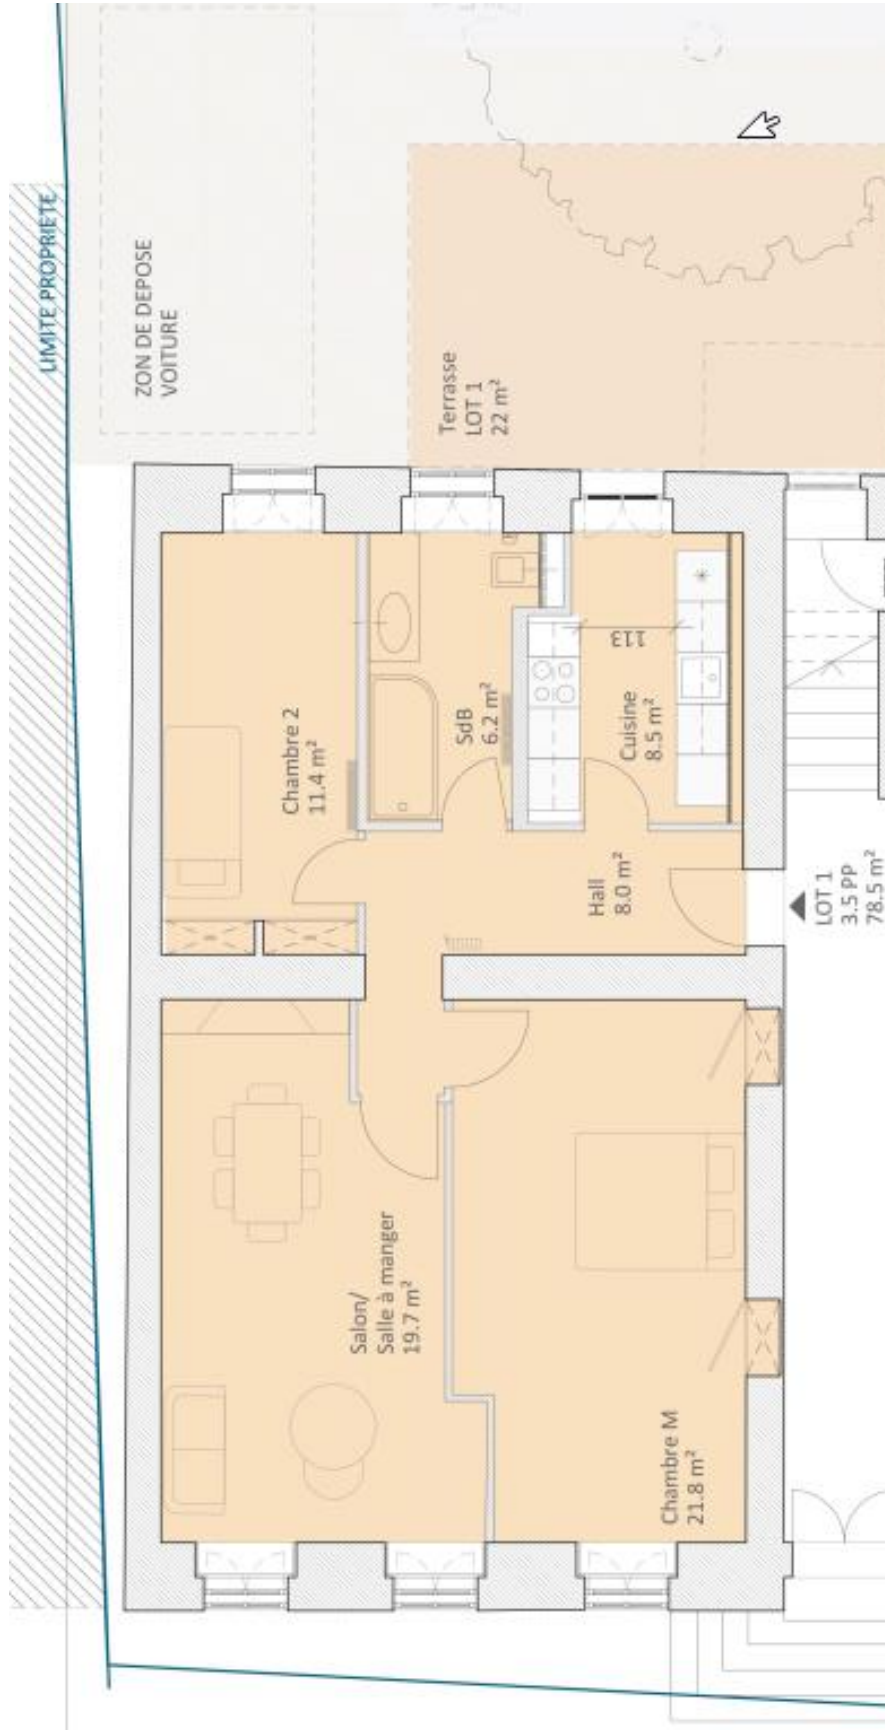 LIMITE PROPRIETE
ZON DE DEPOSE
VOITURE
Terrasse
LOT 1
22 m²
Chambre 2
11.4 m²
SdB
6.2 m²
113
Cuisine
8.5 m²
Hall
8.0 m²
LOT 1
3.5 PP
78.5 m²
Salon/
Salle à manger
19.7 m²
Chambre M
21.8 m²